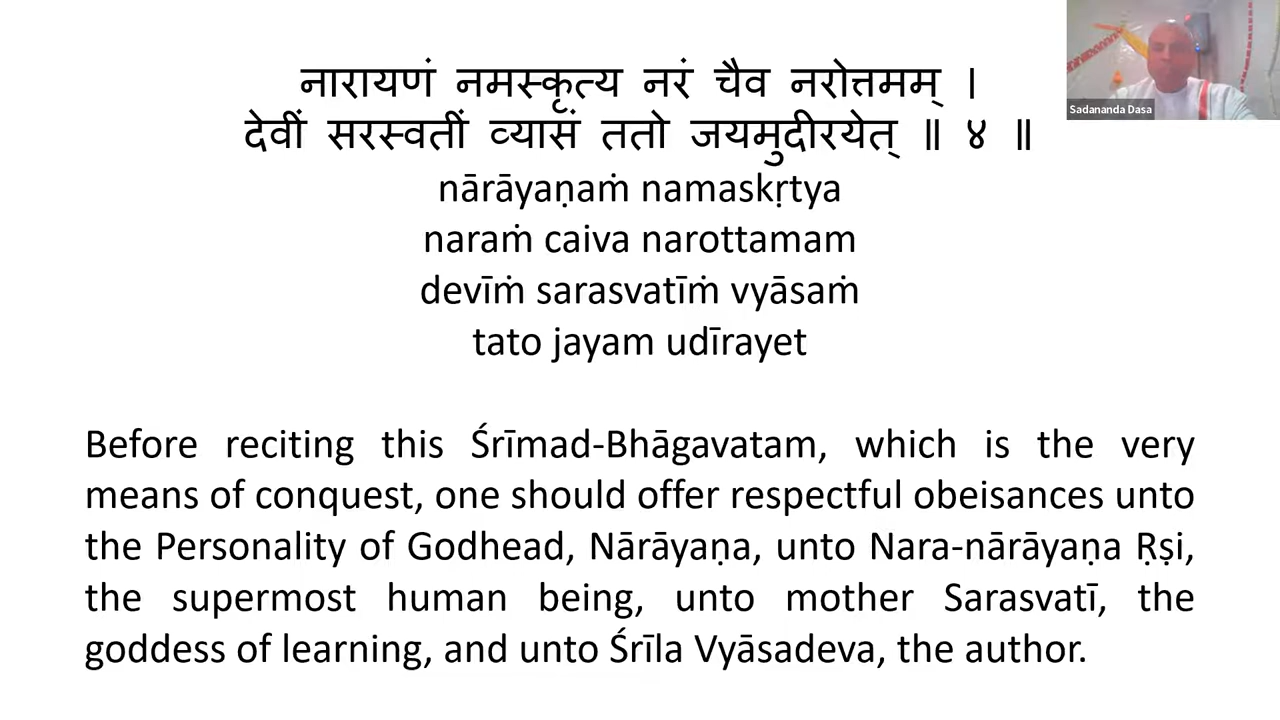 नारायणं नमस्कृत्य नरं चैव नरोत्तमम् ।
देवीं सरस्वतीं व्यासं ततो जयमुदीरयेत् ॥ ४ ॥
nārāyaṇaṁ namaskṛtya
naraṁ caiva narottamam
devīṁ sarasvatīṁ vyāsaṁ
tato jayam udīrayet
Before reciting this Śrīmad-Bhāgavatam, which is the very
means of conquest, one should offer respectful obeisances unto
the Personality of Godhead, Nārāyaṇa, unto Nara-nārāyaṇa Ṛṣi,
the supermost human being, unto mother Sarasvatī, the
goddess of learning, and unto Śrīla Vyāsadeva, the author.
Sadananda Dasa